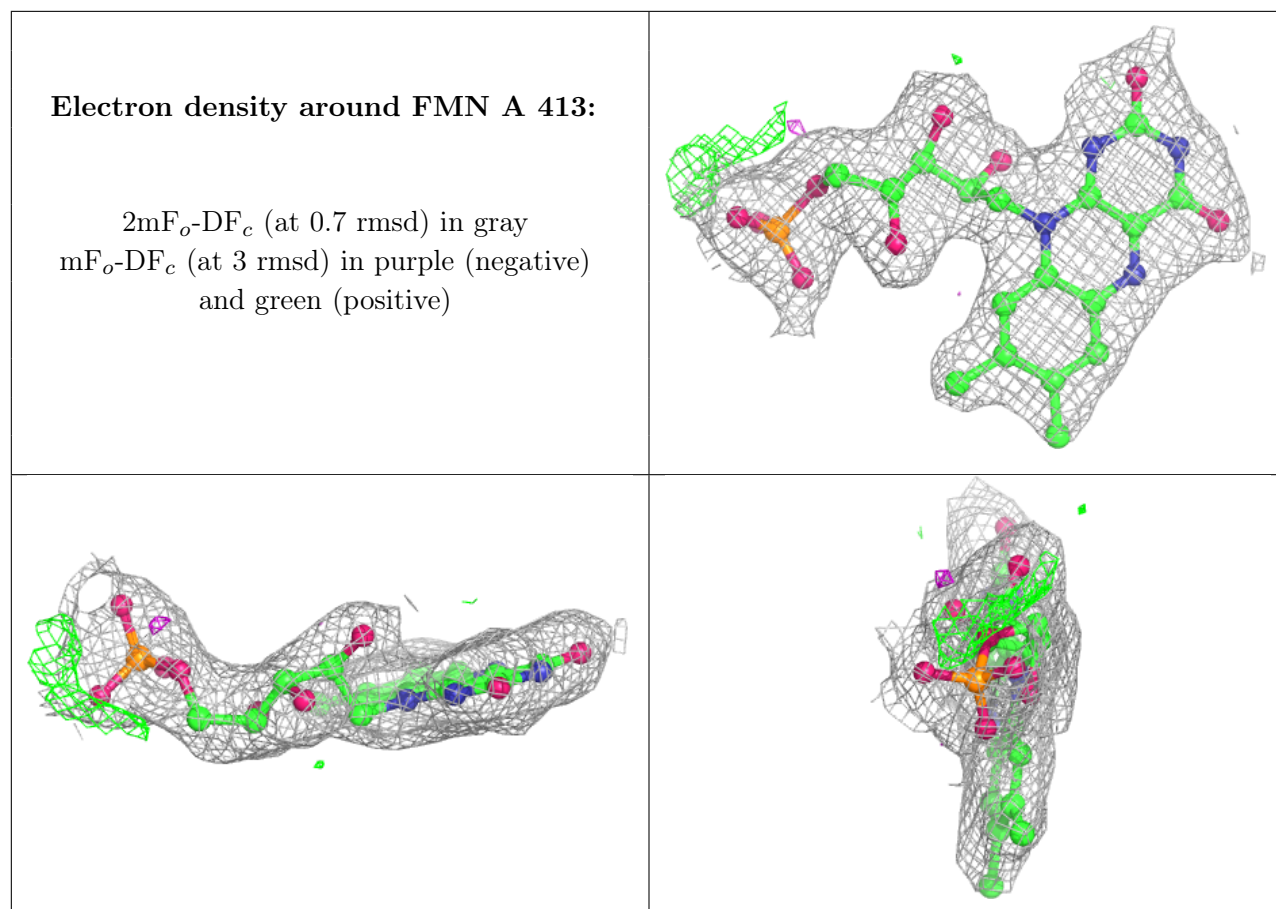 Electron density around FMN A 413:
2mFo-DFc (at 0.7 rmsd) in gray
mFo-DFc (at 3 rmsd) in purple (negative)
and green (positive)